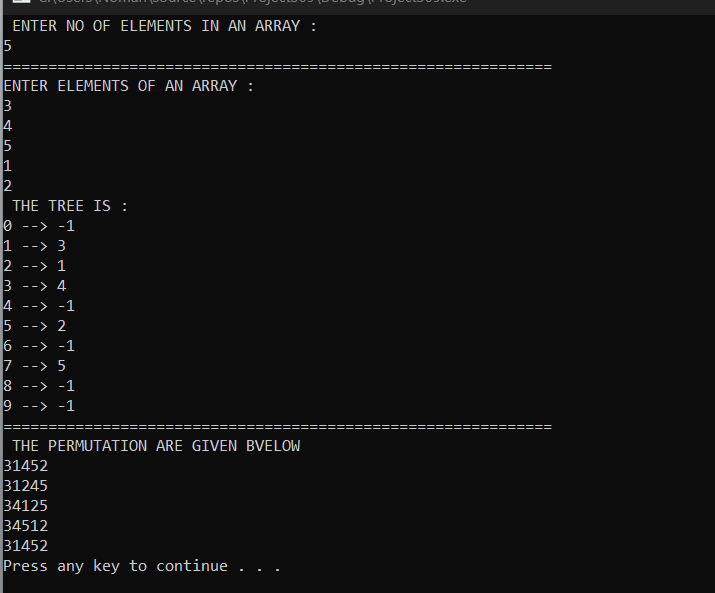 ENTER NO OF ELEMENTS IN AN ARRAY :
5
=============================================================
ENTER ELEMENTS OF AN ARRAY :
3
4
5
1
2
THE TREE IS :
0 --> -1
1 --> 3
2 --> 1
3 --> 4
4 --> -1
5 --> 2
6 --> -1
7 --> 5
8 --> -1
9 --> -1
=============================================================
THE PERMUTATION ARE GIVEN BVELOW
31452
31245
34125
34512
31452
Press any key to continue . . .